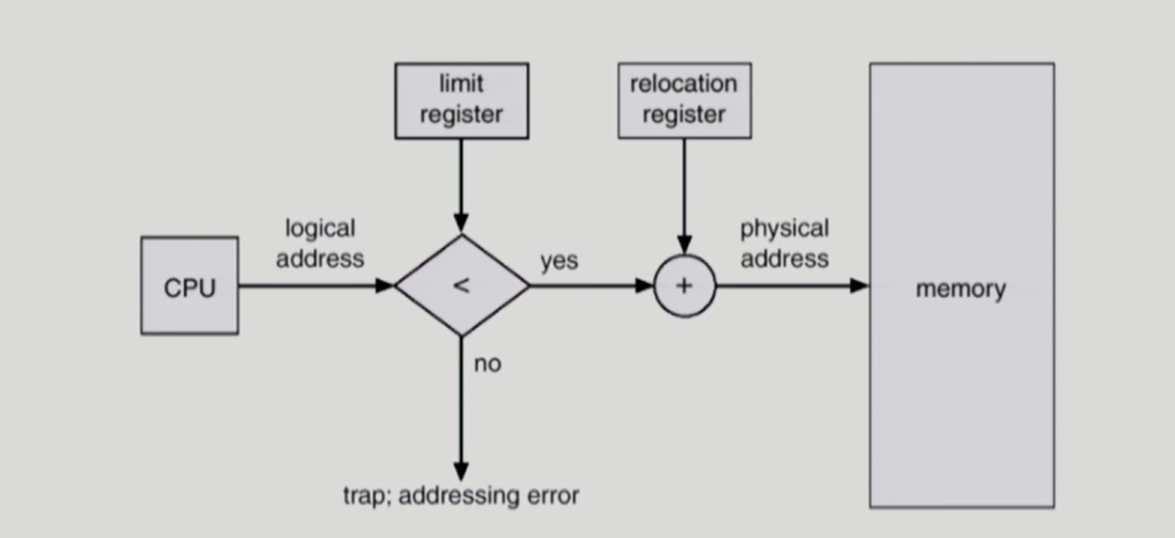 limit
register
relocation
register
logical
address
physical
address
CPU
<
yes
+
memory
no
trap; addressing error